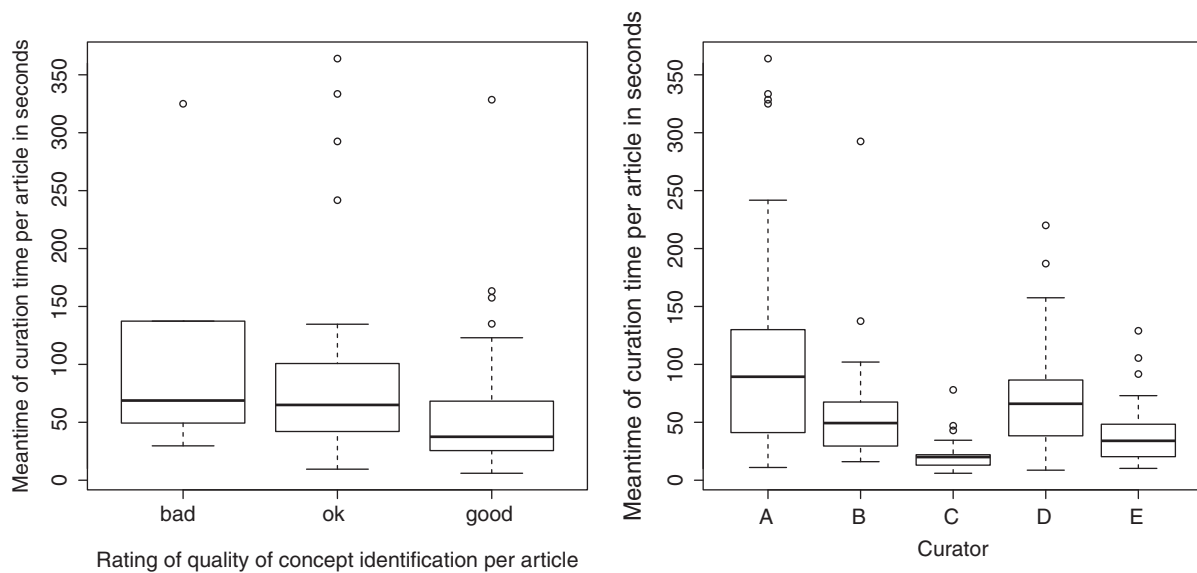 Meantime of curation time per article in seconds
350
300
250
200
150
100
50
0
bad ok good
Rating of quality of concept identification per article
Meantime of curation time per article in seconds
350
300
250
200
150
100
50
0
A B C D E
Curator